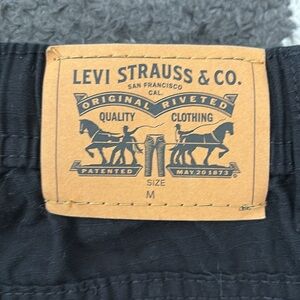 LEVI STRAUSS & CO.
SAN FRANCISCO
CAL.
ORIGINAL RIVETED
QUALITY CLOTHING
PATENTED MAY 20 1873
SIZE
M